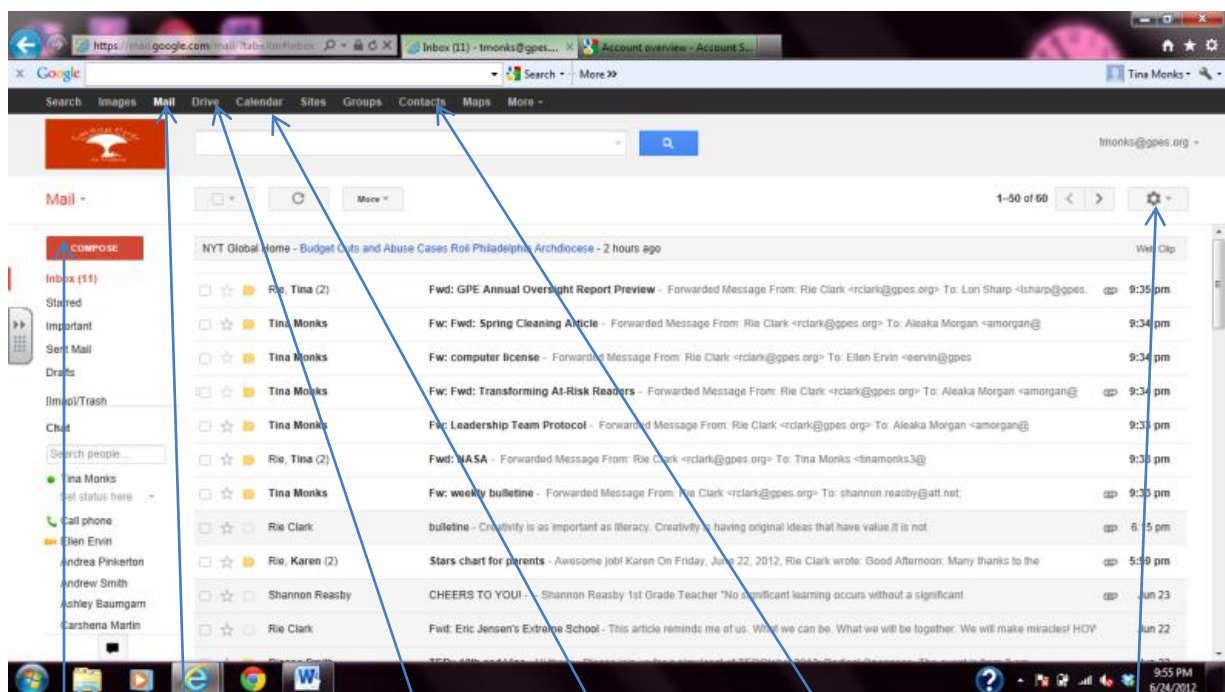 https://mail.google.com/mail/?tab=
Inbox (11) - tmonks@gpes....
Account overview - Account S...
Google
Search
More >>
Tina Monks
Search Images Mail Drive Calendar Sites Groups Contacts Maps More
tmonks@gpes.org
Mail
More
1–50 of 60
COMPOSE
NYT Global Home - Budget Cuts and Abuse Cases Roil Philadelphia Archdiocese - 2 hours ago
Web Clip
Inbox (11)
Starred
Important
Sent Mail
Drafts
[Imap]/Trash
Chat
Search people...
Tina Monks
Set status here
Call phone
Ellen Ervin
Andrea Pinkerton
Andrew Smith
Ashley Baumgarn
Carshena Martin
Rie, Tina (2) Fwd: GPE Annual Oversight Report Preview - Forwarded Message From: Rie Clark <rclark@gpes.org> To: Lori Sharp <lsharp@gpes. 9:35 pm
Tina Monks Fw: Fwd: Spring Cleaning Article - Forwarded Message From: Rie Clark <rclark@gpes.org> To: Aleaka Morgan <amorgan@ 9:34 pm
Tina Monks Fw: computer license - Forwarded Message From: Rie Clark <rclark@gpes.org> To: Ellen Ervin <eervin@gpes 9:34 pm
Tina Monks Fw: Fwd: Transforming At-Risk Readers - Forwarded Message From: Rie Clark <rclark@gpes.org> To: Aleaka Morgan <amorgan@ 9:34 pm
Tina Monks Fw: Leadership Team Protocol - Forwarded Message From: Rie Clark <rclark@gpes.org> To: Aleaka Morgan <amorgan@ 9:33 pm
Rie, Tina (2) Fwd: NASA - Forwarded Message From: Rie Clark <rclark@gpes.org> To: Tina Monks <tinamonks3@ 9:33 pm
Tina Monks Fw: weekly bulletine - Forwarded Message From: Rie Clark <rclark@gpes.org> To: shannon.reasby@att.net; 9:33 pm
Rie Clark bulletine - Creativity is as important as literacy. Creativity is having original ideas that have value.It is not 6:15 pm
Rie, Karen (2) Stars chart for parents - Awesome job! Karen On Friday, June 22, 2012, Rie Clark wrote: Good Afternoon: Many thanks to the 5:59 pm
Shannon Reasby CHEERS TO YOU! - -- Shannon Reasby 1st Grade Teacher "No significant learning occurs without a significant Jun 23
Rie Clark Fwd: Eric Jensen's Extreme School - This article reminds me of us. What we can be. What we will be together. We will make miracles! HOW Jun 22
9:55 PM
6/24/2012